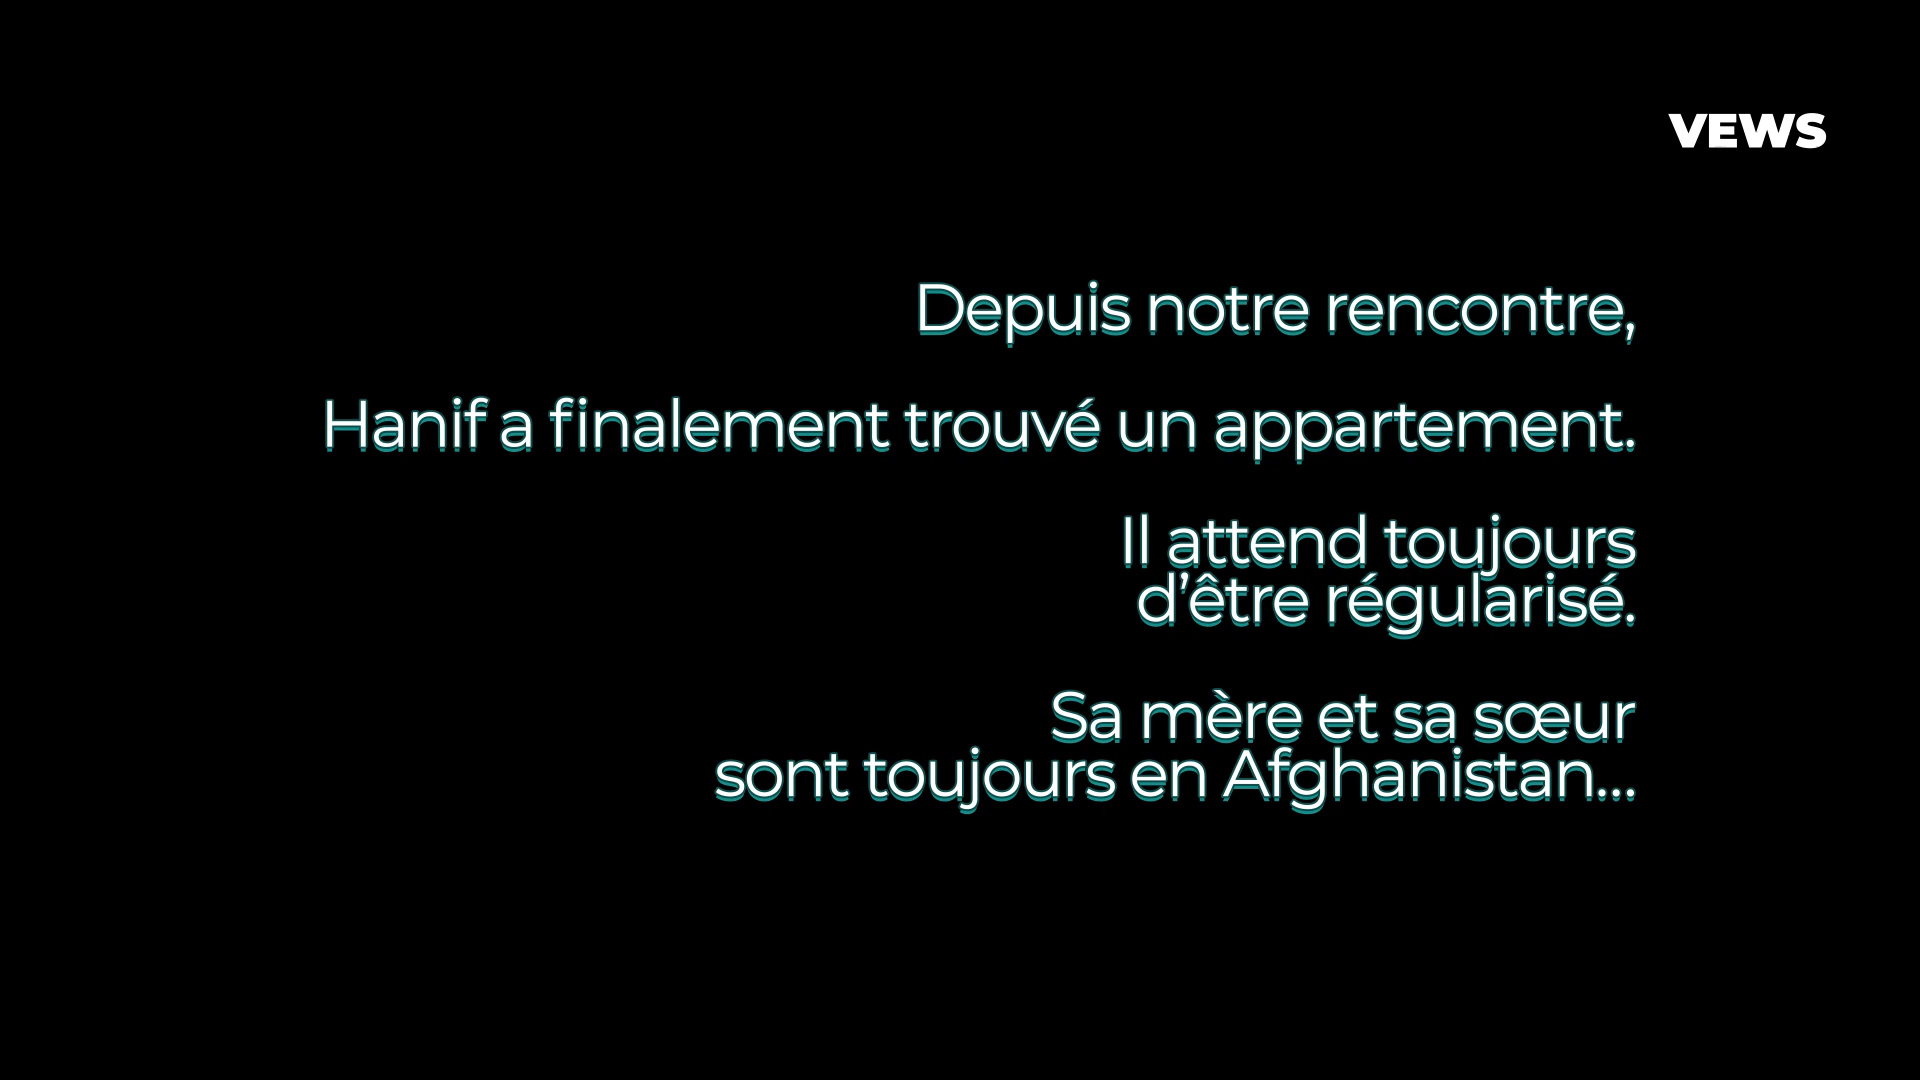 VEWS
Depuis notre rencontre,
Hanif a finalement trouvé un appartement.
Il attend toujours
d’être régularisé.
Sa mère et sa sœur
sont toujours en Afghanistan...